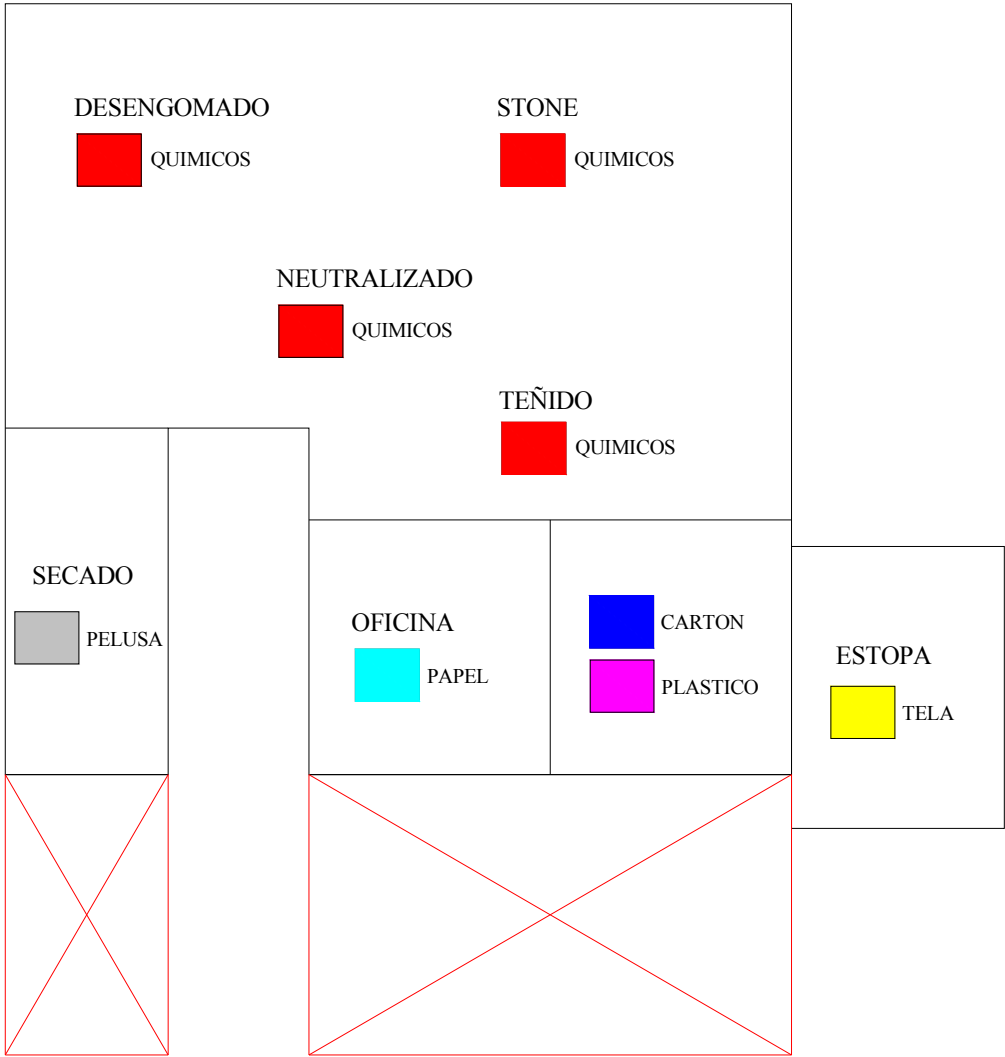 DESENGOMADO
QUIMICOS
STONE
QUIMICOS
NEUTRALIZADO
QUIMICOS
TEÑIDO
QUIMICOS
SECADO
PELUSA
OFICINA
PAPEL
CARTON
PLASTICO
ESTOPA
TELA